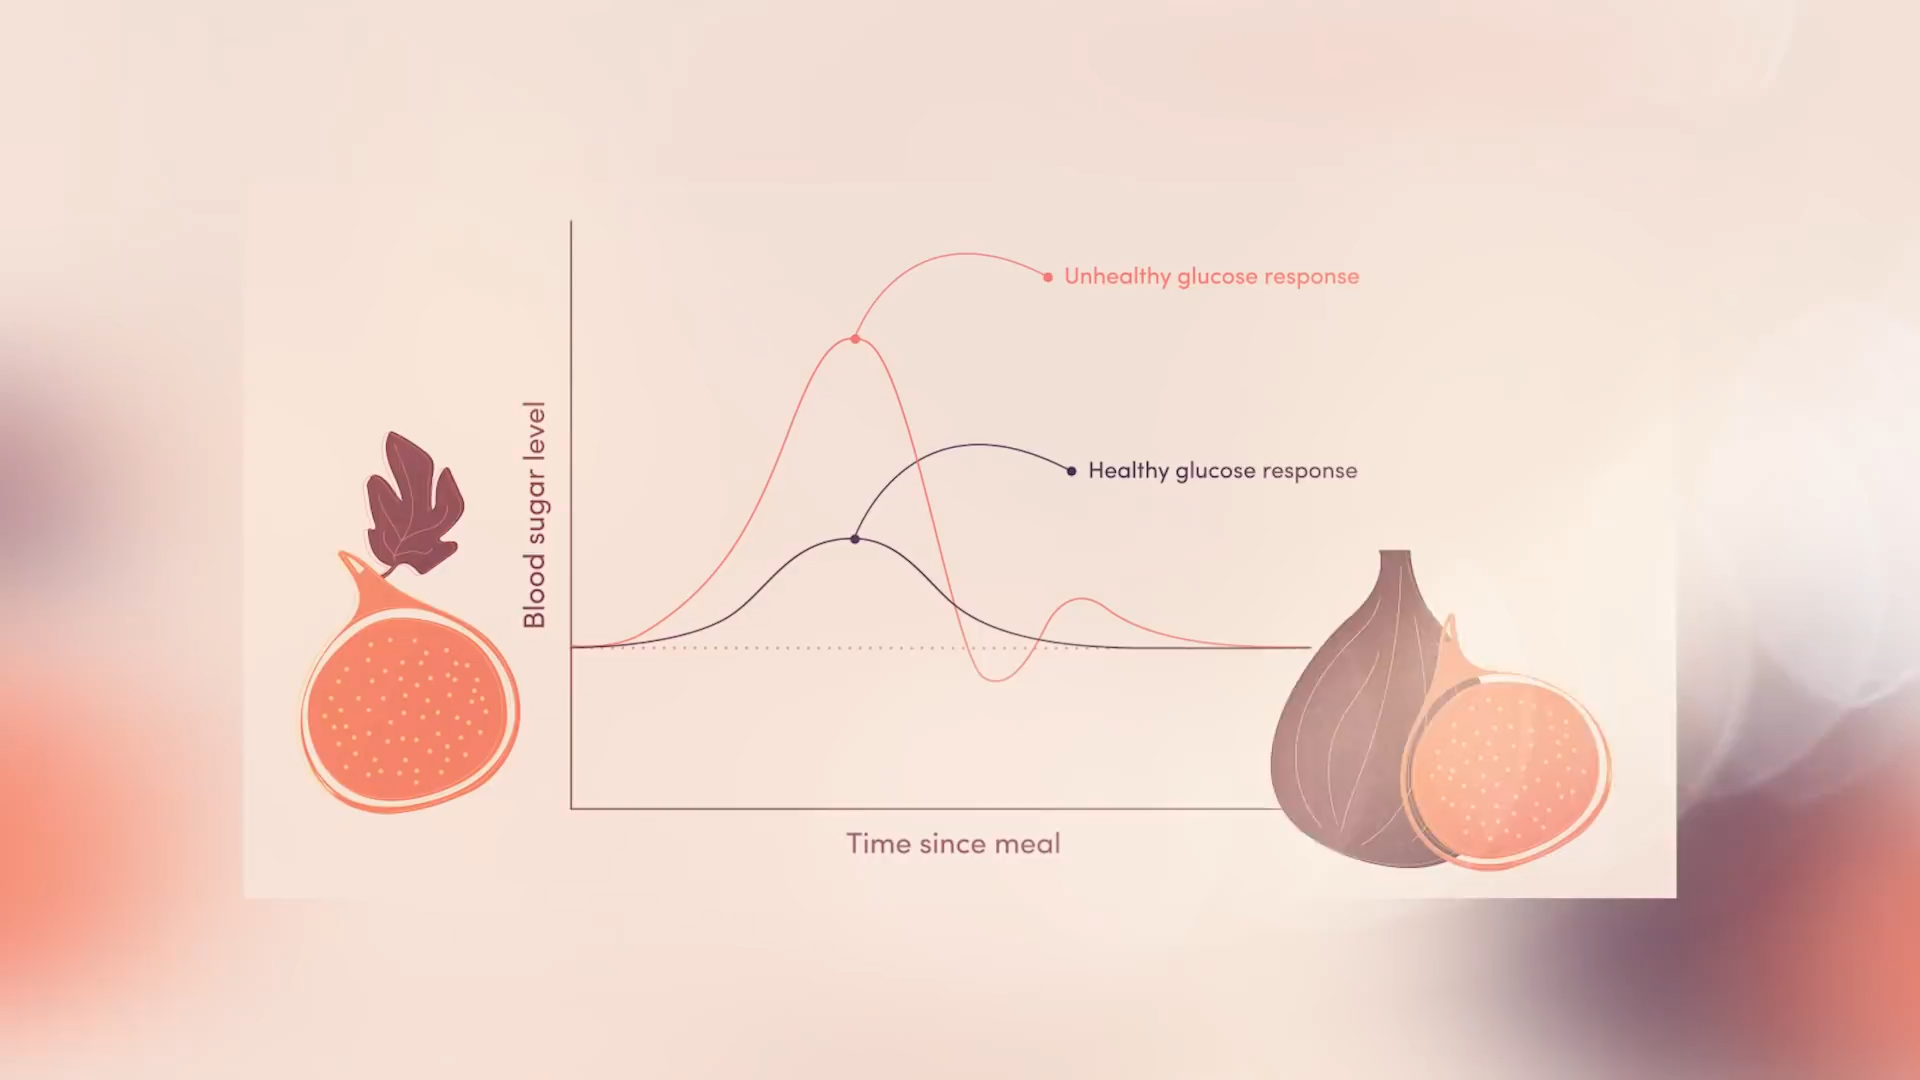 Unhealthy glucose response
Healthy glucose response
Blood sugar level
Time since meal